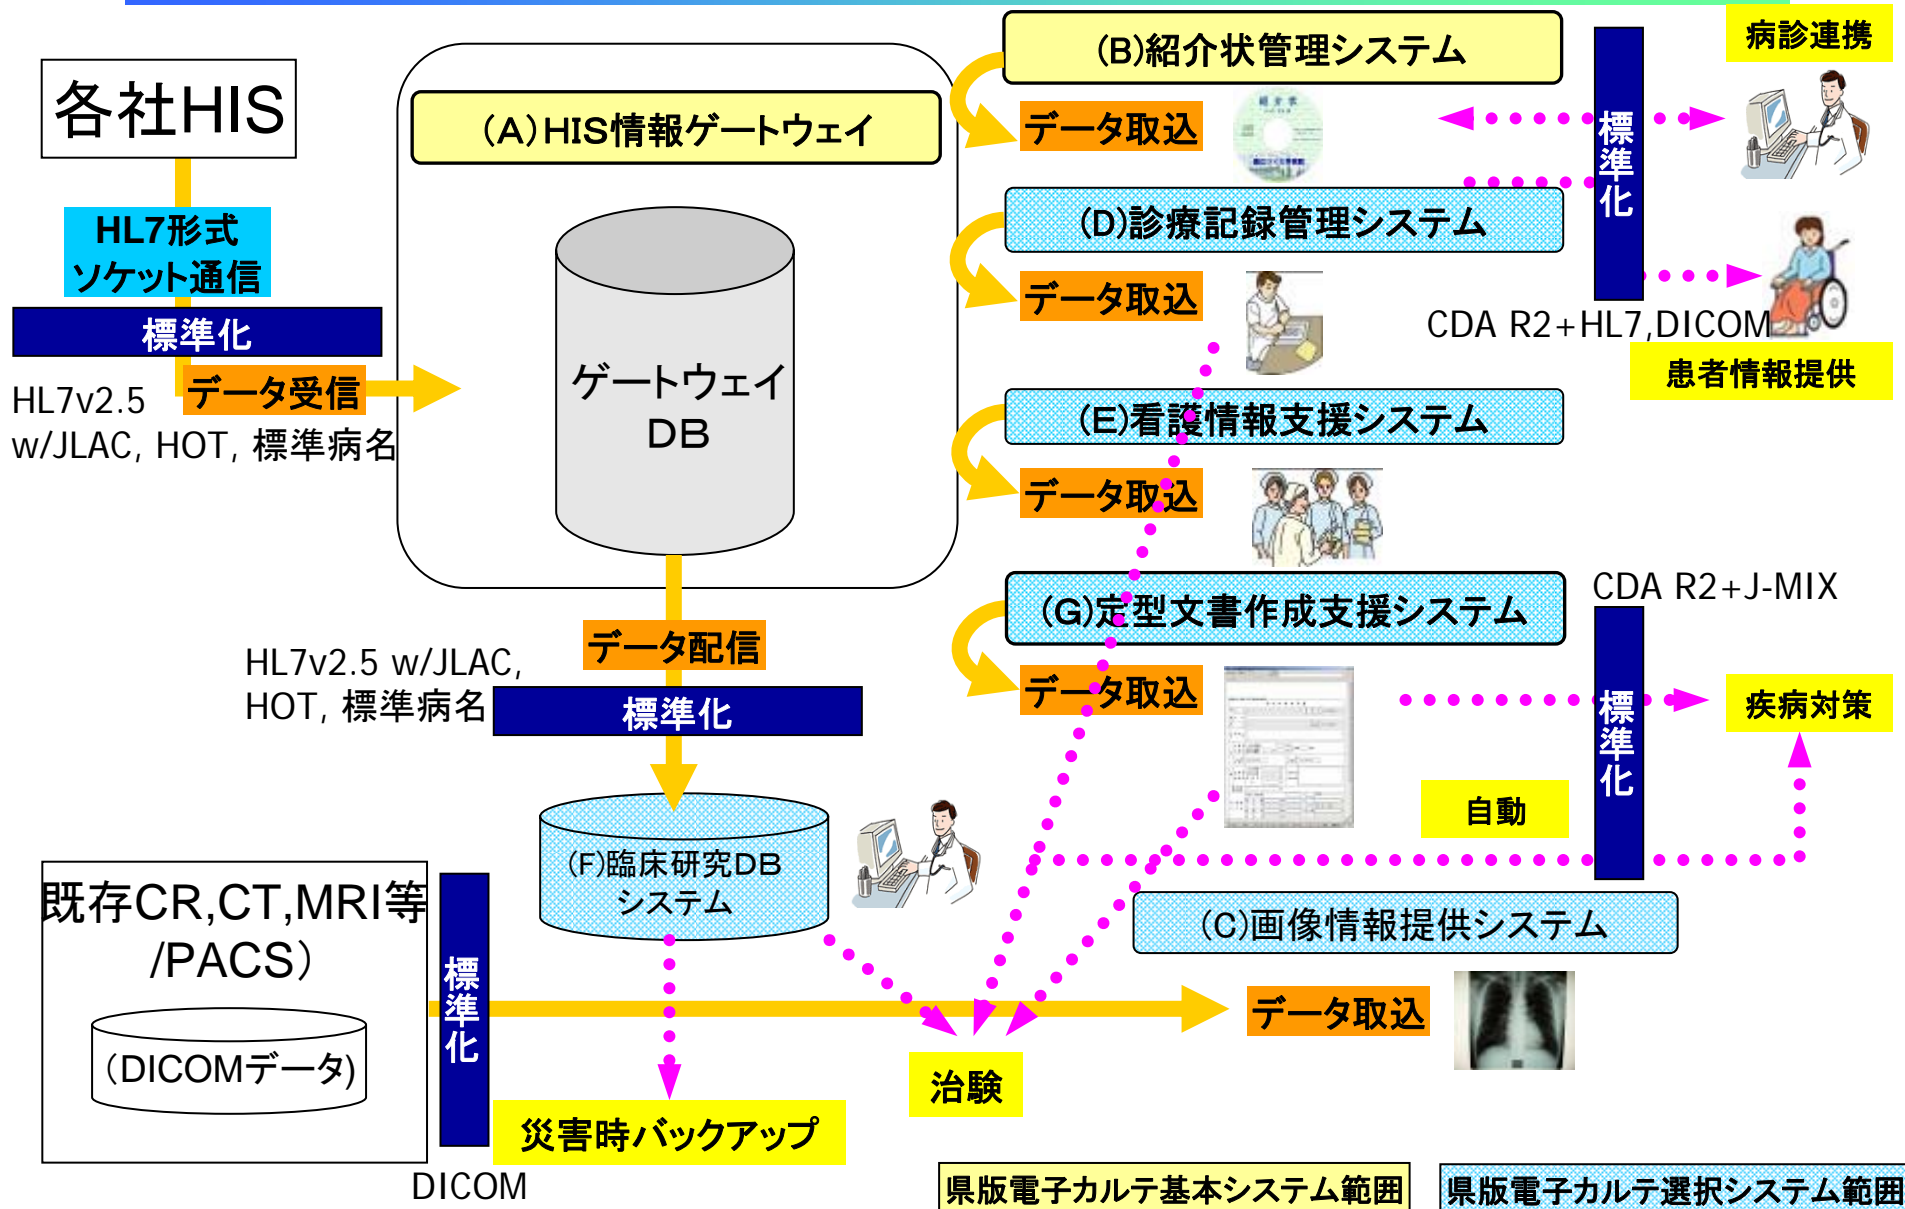 各社HIS
HL7形式
ソケット通信
標準化
データ受信
HL7v2.5
w/JLAC, HOT, 標準病名
(A)HIS情報ゲートウェイ
ゲートウェイ
DB
データ配信
HL7v2.5 w/JLAC,
HOT, 標準病名
標準化
(F)臨床研究DB
システム
既存CR,CT,MRI等
/PACS)
(DICOMデータ)
標準化
DICOM
災害時バックアップ
治験
(B)紹介状管理システム
データ取込
紹介状
(D)診療記録管理システム
データ取込
(E)看護情報支援システム
データ取込
(G)定型文書作成支援システム
データ取込
標準化
病診連携
CDA R2+HL7,DICOM
患者情報提供
CDA R2+J-MIX
標準化
疾病対策
自動
(C)画像情報提供システム
データ取込
県版電子カルテ基本システム範囲
県版電子カルテ選択システム範囲